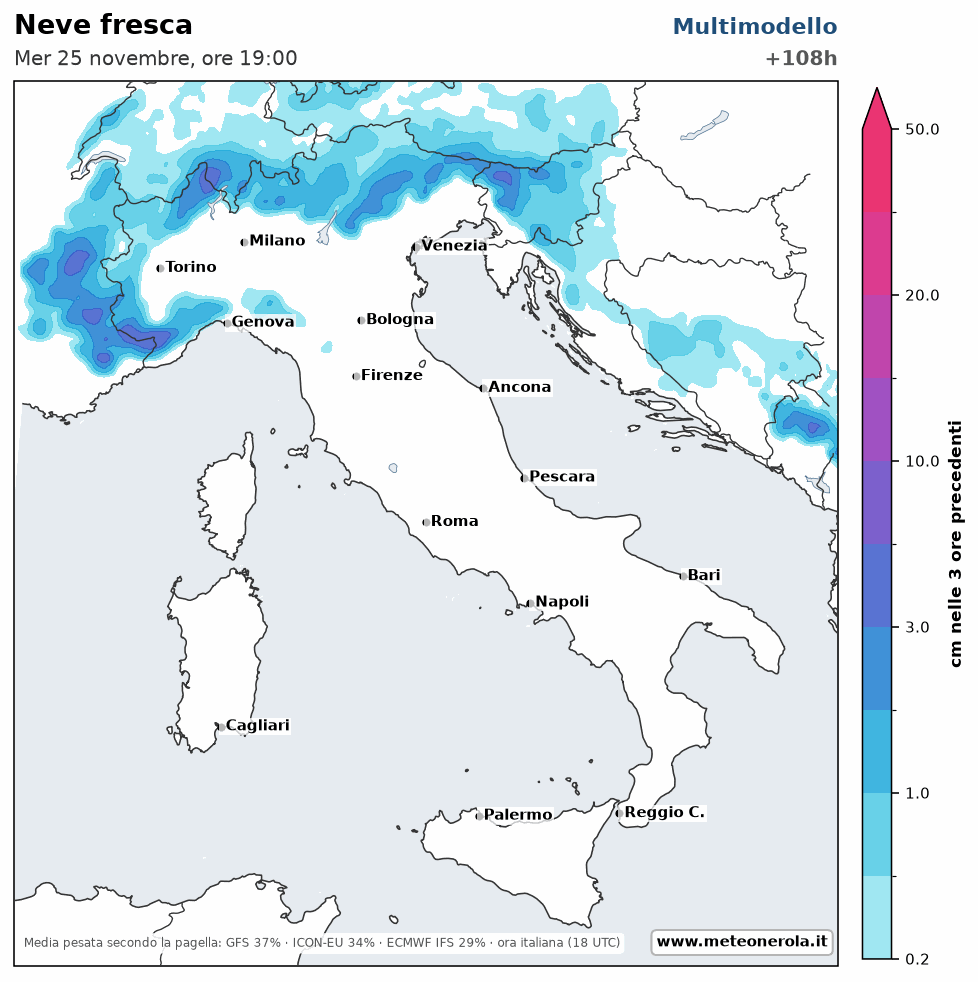 Neve fresca
Multimodello
Mer 25 novembre, ore 19:00
+108h
50.0
20.0
10.0
3.0
1.0
0.2
cm nelle 3 ore precedenti
Milano
Venezia
Torino
Genova
Bologna
Firenze
Ancona
Pescara
Roma
Bari
Napoli
Cagliari
Palermo
Reggio C.
Media pesata secondo la pagella: GFS 37% · ICON-EU 34% · ECMWF IFS 29% · ora italiana (18 UTC)
www.meteonerola.it